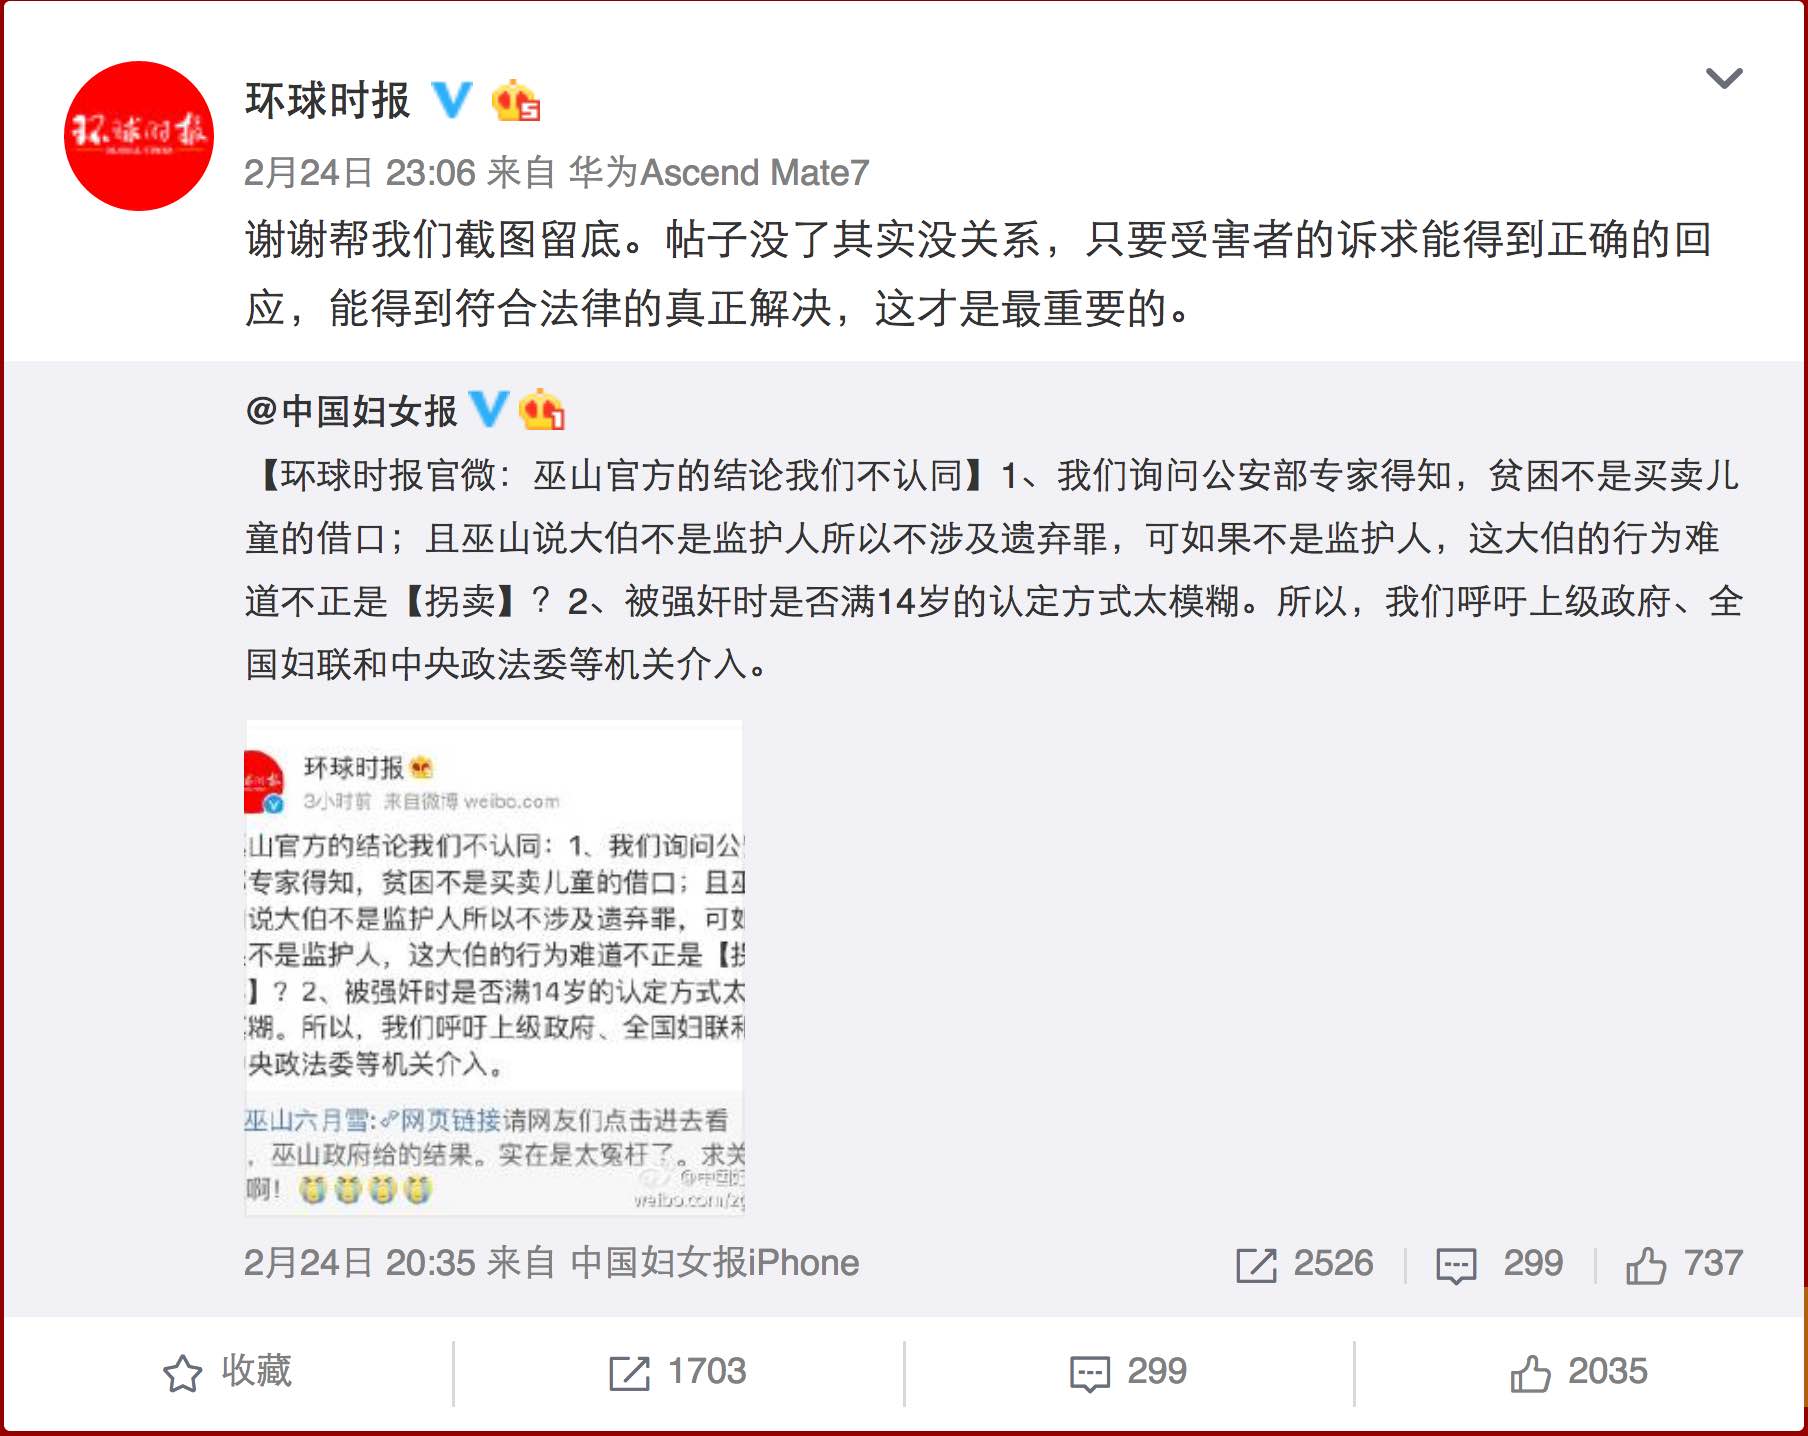 环球时报
环球时报
2月24日 23:06 来自 华为Ascend Mate7
谢谢帮我们截图留底。帖子没了其实没关系，只要受害者的诉求能得到正确的回
应，能得到符合法律的真正解决，这才是最重要的。
@中国妇女报
【环球时报官微：巫山官方的结论我们不认同】1、我们询问公安部专家得知，贫困不是买卖儿
童的借口；且巫山说大伯不是监护人所以不涉及遗弃罪，可如果不是监护人，这大伯的行为难
道不正是【拐卖】？2、被强奸时是否满14岁的认定方式太模糊。所以，我们呼吁上级政府、全
国妇联和中央政法委等机关介入。
环球时报
3小时前 来自微博 weibo.com
山官方的结论我们不认同：1、我们询问公
专家得知，贫困不是买卖儿童的借口；且巫
说大伯不是监护人所以不涉及遗弃罪，可如
不是监护人，这大伯的行为难道不正是【拐
】？2、被强奸时是否满14岁的认定方式太
糊。所以，我们呼吁上级政府、全国妇联和
央政法委等机关介入。
巫山六月雪:网页链接请网友们点击进去看
，巫山政府给的结果。实在是太冤枉了。求关
啊！
@中国妇
weibo.com/zg
2月24日 20:35 来自 中国妇女报iPhone
2526 299 737
收藏 1703 299 2035